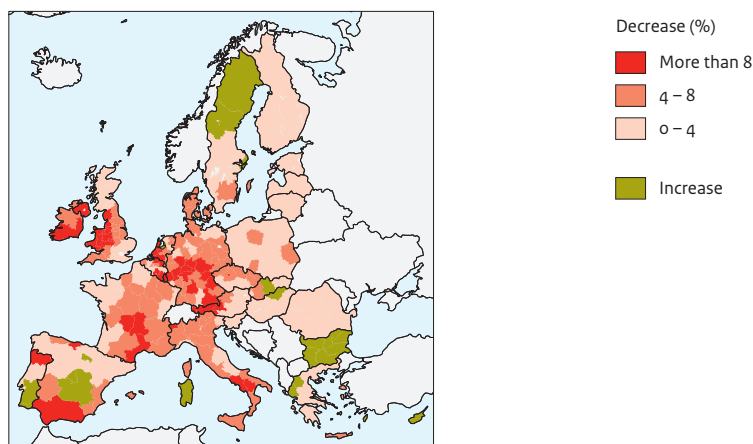 Decrease (%)
More than 8
4 – 8
0 – 4
Increase